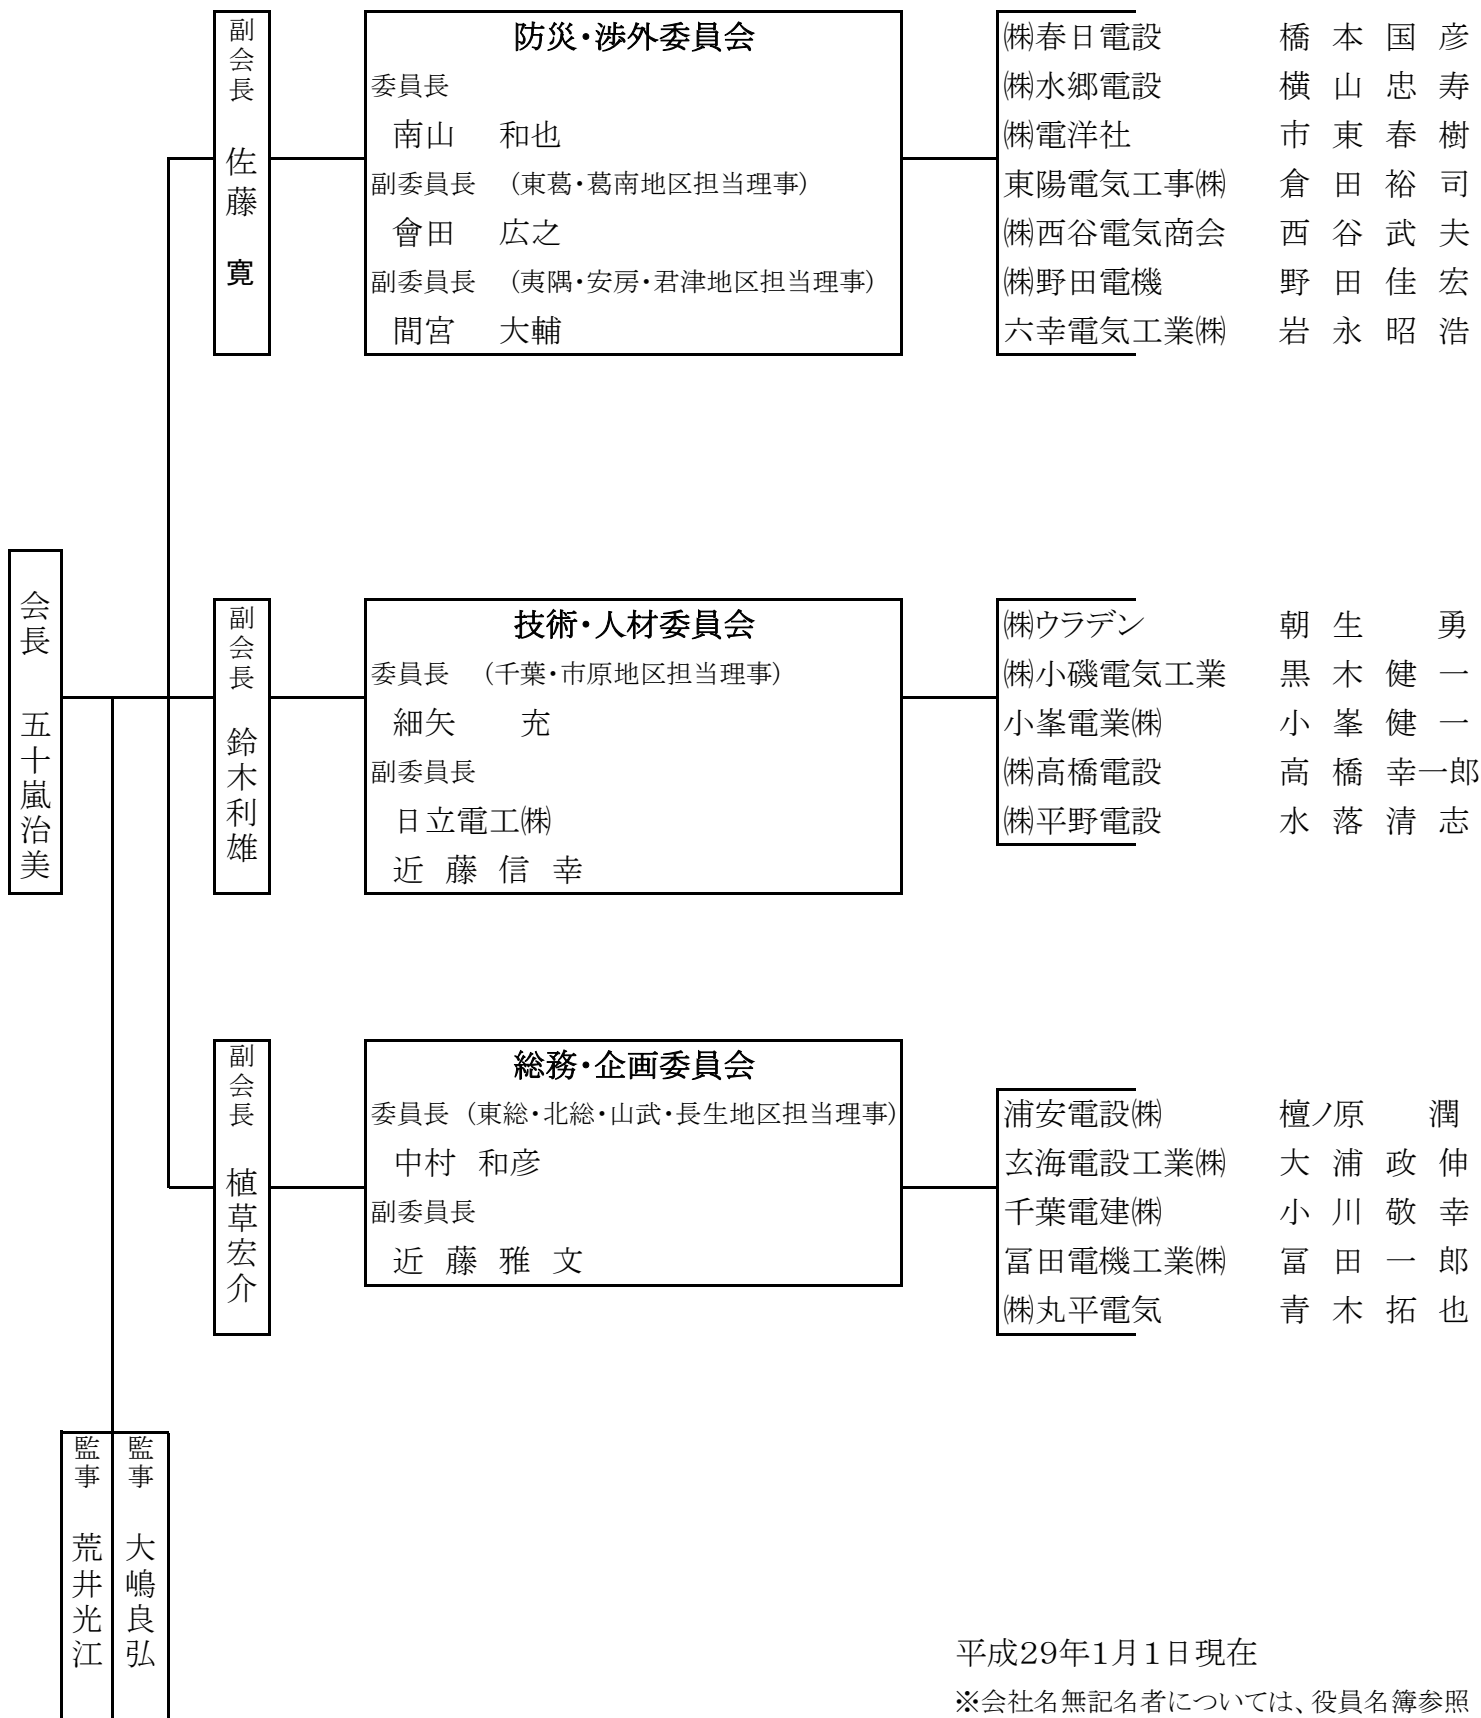 会長 五十嵐治美
副会長 佐藤 寛
防災・渉外委員会
委員長
南山 和也
副委員長 (東葛・葛南地区担当理事)
會田 広之
副委員長 (夷隅・安房・君津地区担当理事)
間宮 大輔
㈱春日電設 橋本国彦
㈱水郷電設 横山忠寿
㈱電洋社 市東春樹
東陽電気工事㈱ 倉田裕司
㈱西谷電気商会 西谷武夫
㈱野田電機 野田佳宏
六幸電気工業㈱ 岩永昭浩
副会長 鈴木利雄
技術・人材委員会
委員長 (千葉・市原地区担当理事)
細矢 充
副委員長
日立電工㈱
近藤信幸
㈱ウラデン 朝生 勇
㈱小磯電気工業 黒木健一
小峯電業㈱ 小峯健一
㈱高橋電設 高橋幸一郎
㈱平野電設 水落清志
副会長 植草宏介
総務・企画委員会
委員長 (東総・北総・山武・長生地区担当理事)
中村 和彦
副委員長
近藤雅文
浦安電設㈱ 檀ノ原 潤
玄海電設工業㈱ 大浦政伸
千葉電建㈱ 小川敬幸
冨田電機工業㈱ 冨田一郎
㈱丸平電気 青木拓也
監事 大嶋良弘
監事 荒井光江
平成29年1月1日現在
※会社名無記名者については、役員名簿参照